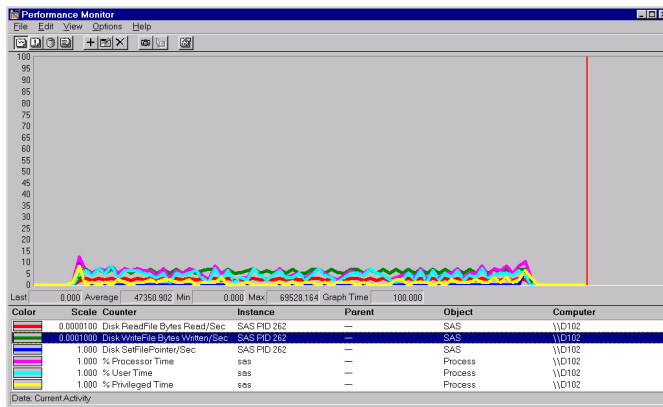 Performance Monitor
File Edit View Options Help
100
95
90
85
80
75
70
65
60
55
50
45
40
35
30
25
20
15
10
5
0
Last 0.000 Average 47350.902 Min 0.000 Max 69528.164 Graph Time 100.000
Color Scale Counter Instance Parent Object Computer
0.0000100 Disk ReadFile Bytes Read/Sec SAS PID 262 — SAS \\D102
0.0001000 Disk WriteFile Bytes Written/Sec SAS PID 262 — SAS \\D102
1.000 Disk SetFilePointer/Sec SAS PID 262 — SAS \\D102
1.000 % Processor Time sas — Process \\D102
1.000 % User Time sas — Process \\D102
1.000 % Privileged Time sas — Process \\D102
Data: Current Activity